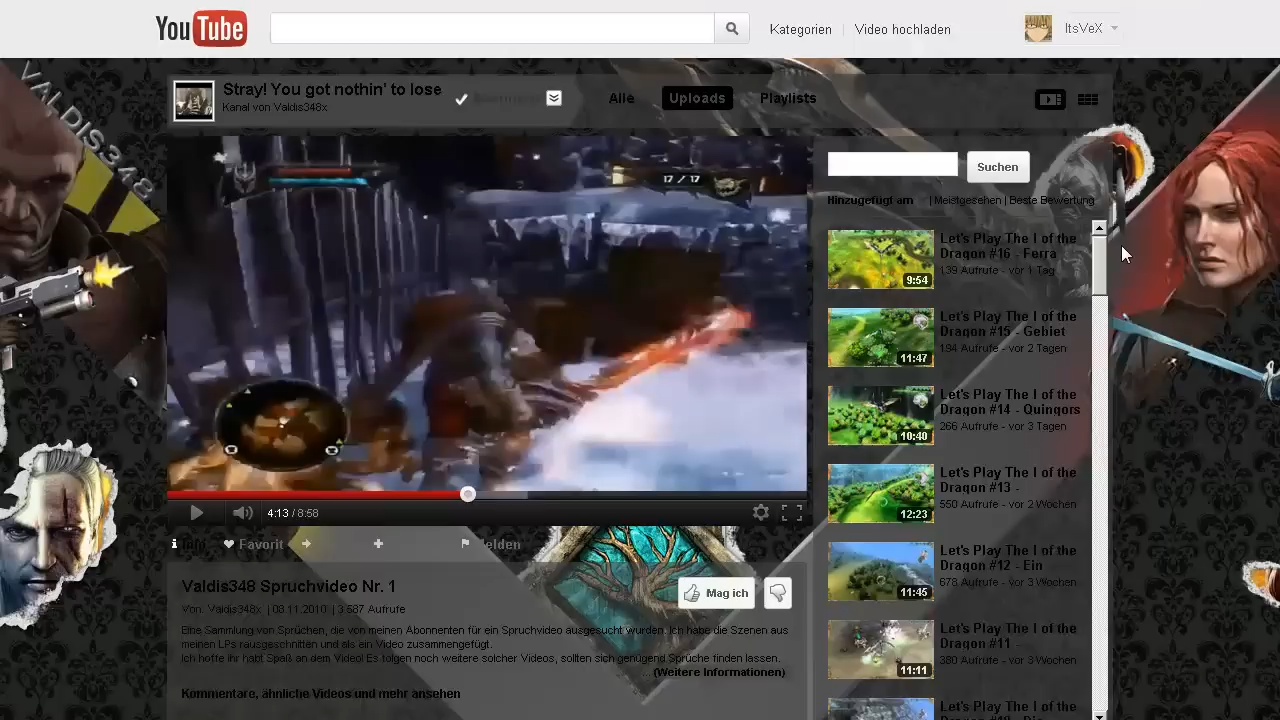 YouTube
Kategorien
Video hochladen
ItsVeX
VALDIS348
Stray! You got nothin' to lose
Kanal von Valdis348x
Alle
Uploads
Playlists
17 / 17
Suchen
Hinzugefügt am | Meistgesehen | Beste Bewertung
Let's Play The I of the
Dragon #16 - Ferra
139 Aufrufe - vor 1 Tag
9:54
Let's Play The I of the
Dragon #15 - Gebiet
194 Aufrufe - vor 2 Tagen
11:47
Let's Play The I of the
Dragon #14 - Quinqors
266 Aufrufe - vor 3 Tagen
10:40
Let's Play The I of the
Dragon #13 -
550 Aufrufe - vor 2 Wochen
12:23
Let's Play The I of the
Dragon #12 - Ein
678 Aufrufe - vor 3 Wochen
11:45
Let's Play The I of the
Dragon #11 -
380 Aufrufe - vor 3 Wochen
11:11
Let's Play The I of the
4:13 / 8:58
Favorit
Valdis348 Spruchvideo Nr. 1
Mag ich
Von: Valdis348x | 08.11.2010 | 3.587 Aufrufe
Eine Sammlung von Sprüchen, die von meinen Abonnenten für ein Spruchvideo ausgesucht wurden. Ich habe die Szenen aus
meinen LPs rausgeschnitten und als ein Video zusammengefügt.
Ich hoffe ihr habt Spaß an dem Video! Es folgen noch weitere solcher Videos, sollten sich genügend Sprüche finden lassen.
... (Weitere Informationen)
Kommentare, ähnliche Videos und mehr ansehen